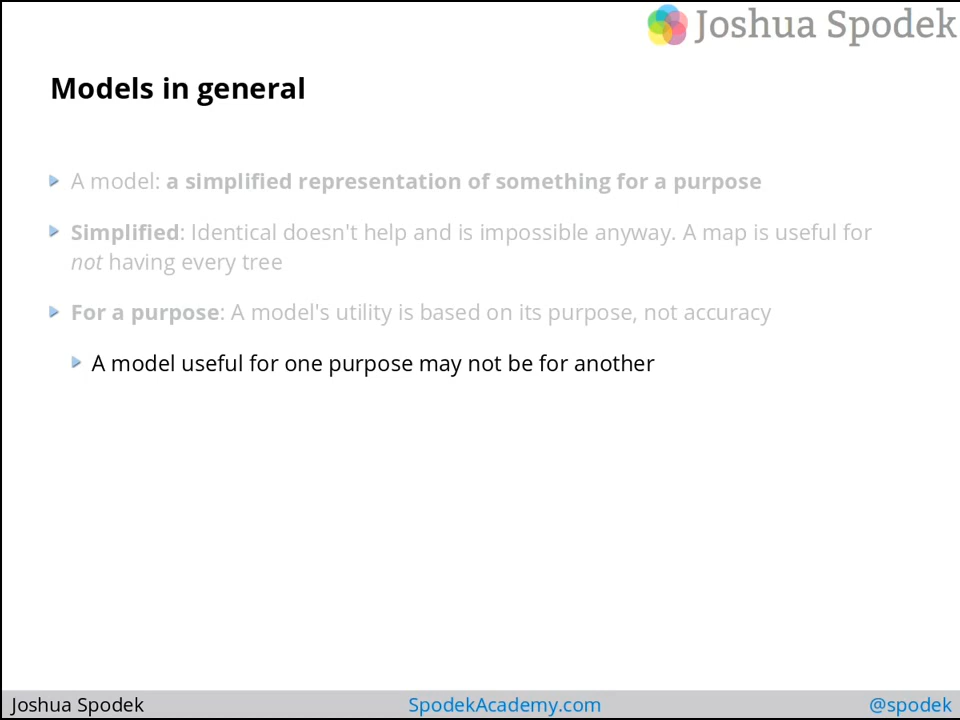 Joshua Spodek
Models in general
A model: a simplified representation of something for a purpose
Simplified: Identical doesn't help and is impossible anyway. A map is useful for
not having every tree
For a purpose: A model's utility is based on its purpose, not accuracy
A model useful for one purpose may not be for another
Joshua Spodek SpodekAcademy.com @spodek